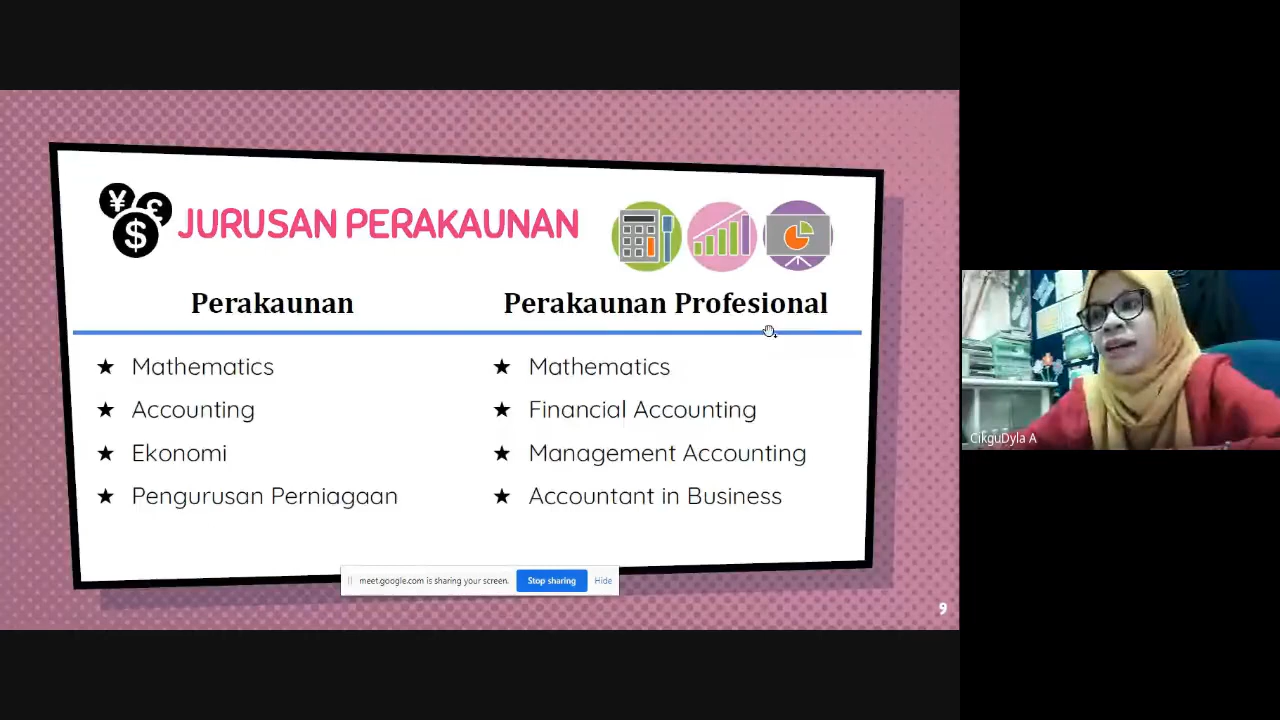 JURUSAN PERAKAUNAN
Perakaunan
★ Mathematics
★ Accounting
★ Ekonomi
★ Pengurusan Perniagaan
Perakaunan Profesional
★ Mathematics
★ Financial Accounting
★ Management Accounting
★ Accountant in Business
meet.google.com is sharing your screen. Stop sharing Hide
9
CikguDyla A